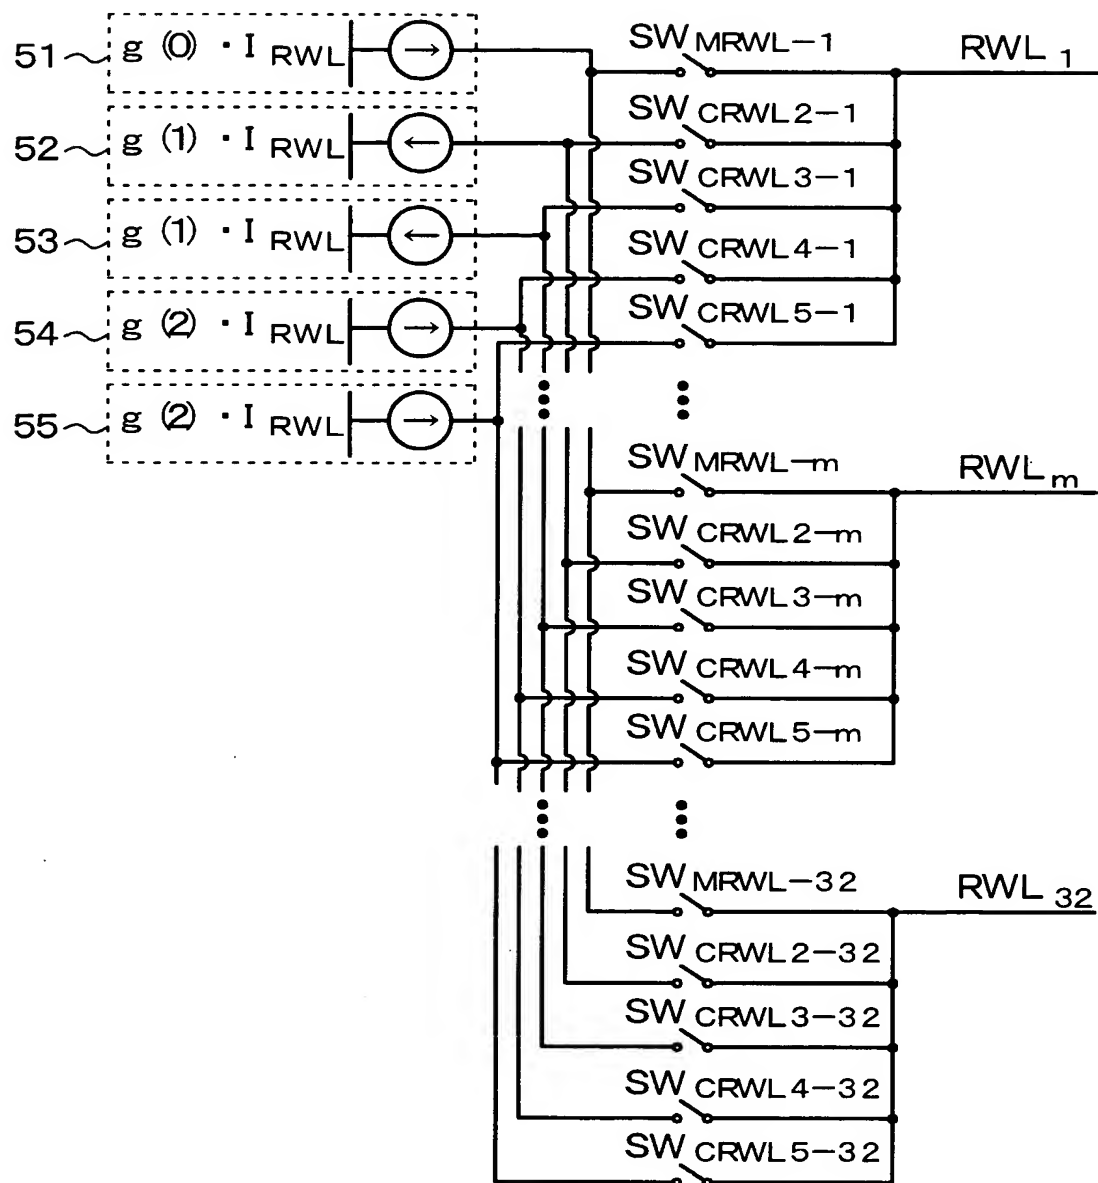 51 g (0) · I RWL
52 g (1) · I RWL
53 g (1) · I RWL
54 g (2) · I RWL
55 g (2) · I RWL
SW MRWL-1
RWL 1
SW CRWL2-1
SW CRWL3-1
SW CRWL4-1
SW CRWL5-1
SW MRWL-m
RWL m
SW CRWL2-m
SW CRWL3-m
SW CRWL4-m
SW CRWL5-m
SW MRWL-32
RWL 32
SW CRWL2-32
SW CRWL3-32
SW CRWL4-32
SW CRWL5-32